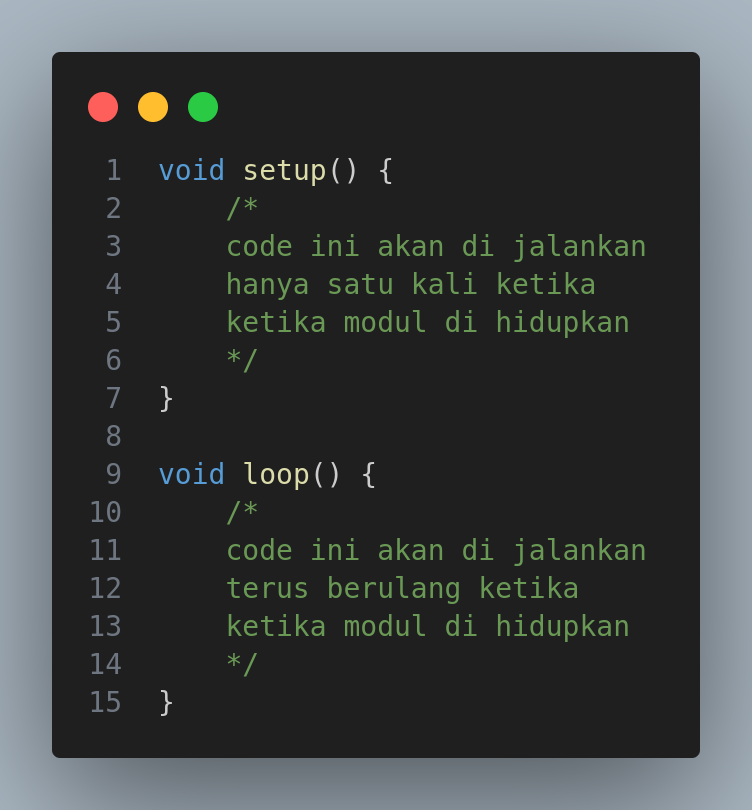 1 void setup() {
2     /*
3     code ini akan di jalankan
4     hanya satu kali ketika
5     ketika modul di hidupkan
6     */
7 }
8
9 void loop() {
10     /*
11     code ini akan di jalankan
12     terus berulang ketika
13     ketika modul di hidupkan
14     */
15 }